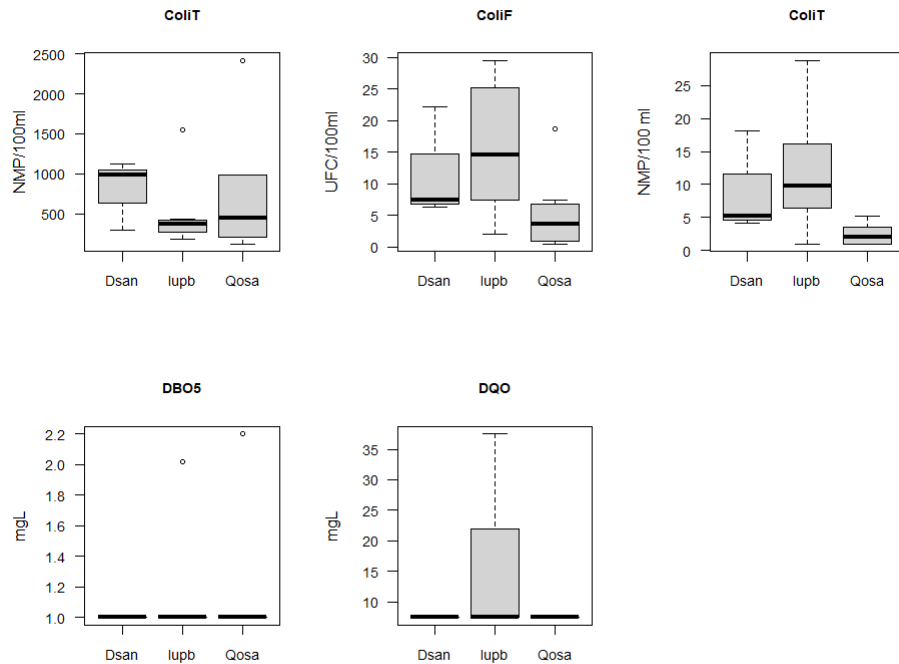 ColiT
NMP/100ml
2500
2000
1500
1000
500
Dsan Iupb Qosa
ColiF
UFC/100ml
30
25
20
15
10
5
0
Dsan Iupb Qosa
ColiT
NMP/100 ml
25
20
15
10
5
0
Dsan Iupb Qosa
DBO5
mgL
2.2
2.0
1.8
1.6
1.4
1.2
1.0
Dsan Iupb Qosa
DQO
mgL
35
30
25
20
15
10
Dsan Iupb Qosa